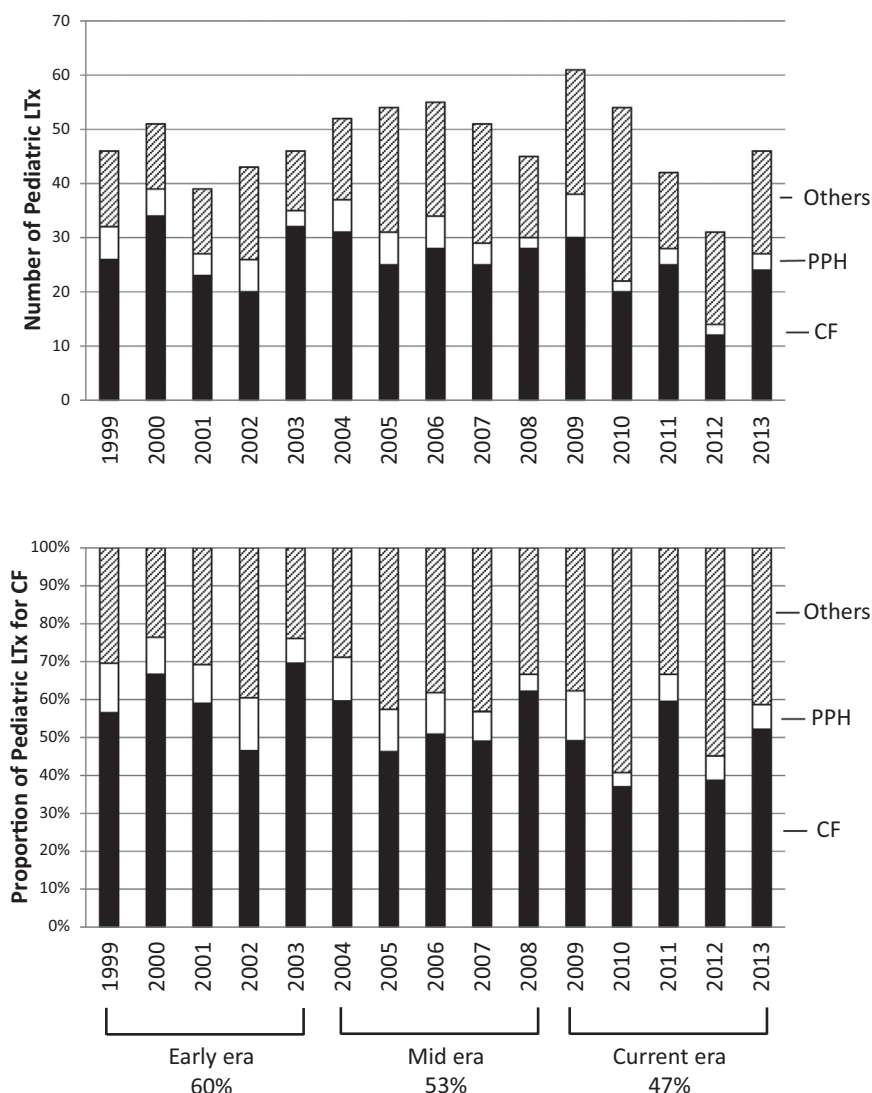 Number of Pediatric LTx
70
60
50
40
30
20
10
0
Others
PPH
CF
1999 2000 2001 2002 2003 2004 2005 2006 2007 2008 2009 2010 2011 2012 2013
Proportion of Pediatric LTx for CF
100%
90%
80%
70%
60%
50%
40%
30%
20%
10%
0%
Others
PPH
CF
1999 2000 2001 2002 2003 2004 2005 2006 2007 2008 2009 2010 2011 2012 2013
Early era Mid era Current era
60% 53% 47%